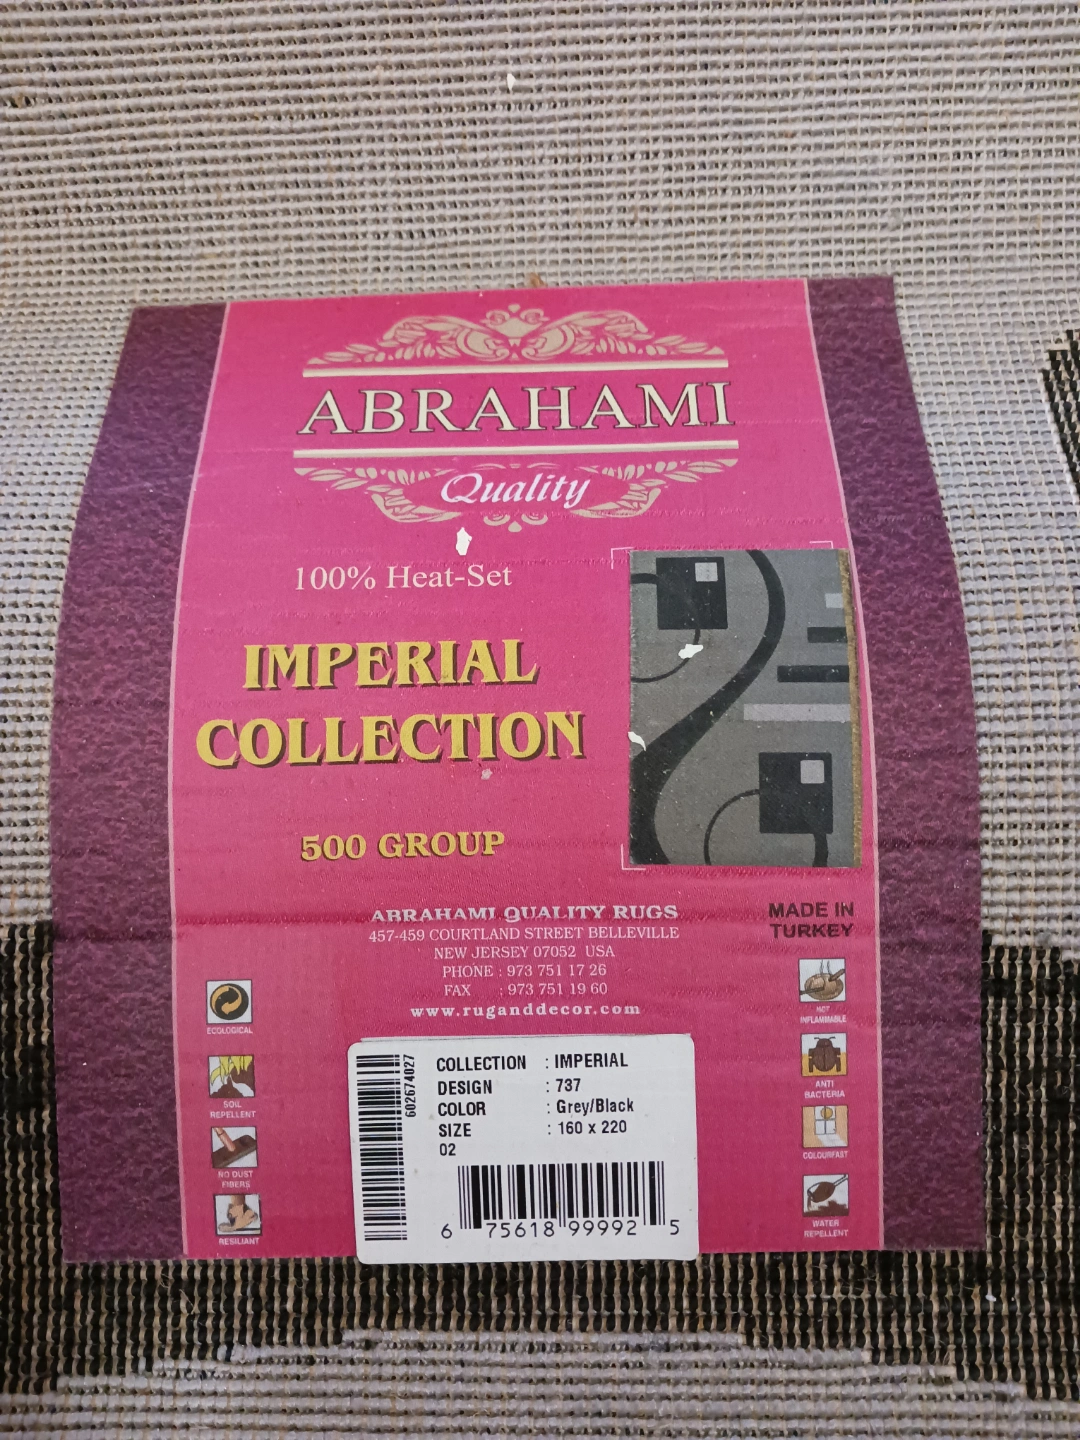 ABRAHAMI
Quality
100% Heat-Set
IMPERIAL
COLLECTION
500 GROUP
ABRAHAMI QUALITY RUGS
457-459 COURTLAND STREET BELLEVILLE
NEW JERSEY 07052 USA
PHONE : 973 751 17 26
FAX : 973 751 19 60
www.ruganddecor.com
MADE IN
TURKEY
ECOLOGICAL
SOIL
REPELLENT
NO DUST
FIBERS
RESILIANT
NOT
INFLAMMABLE
ANTI
BACTERIA
COLOURFAST
WATER
REPELLENT
602674027
COLLECTION : IMPERIAL
DESIGN : 737
COLOR : Grey/Black
SIZE : 160 x 220
02
6 75618 99992 5